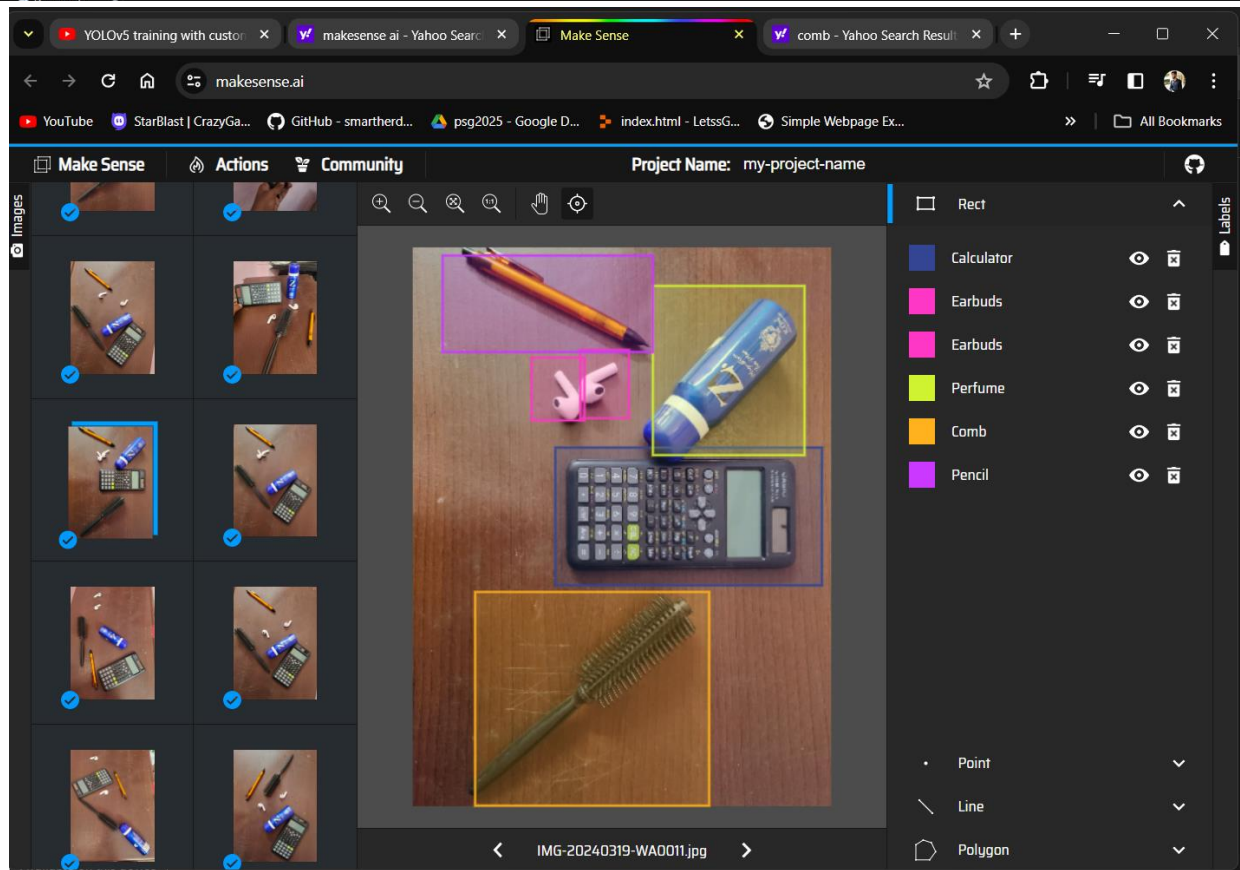 YOLOv5 training with custon
makesense ai - Yahoo Searc
Make Sense
comb - Yahoo Search Result
makesense.ai
YouTube
StarBlast | CrazyGa...
GitHub - smartherd...
psg2025 - Google D...
index.html - LetssG...
Simple Webpage Ex...
»
All Bookmarks
Make Sense
Actions
Community
Project Name: my-project-name
Images
1:1
Rect
Labels
Calculator
Earbuds
Earbuds
Perfume
Comb
Pencil
Point
Line
Polygon
IMG-20240319-WA0011.jpg